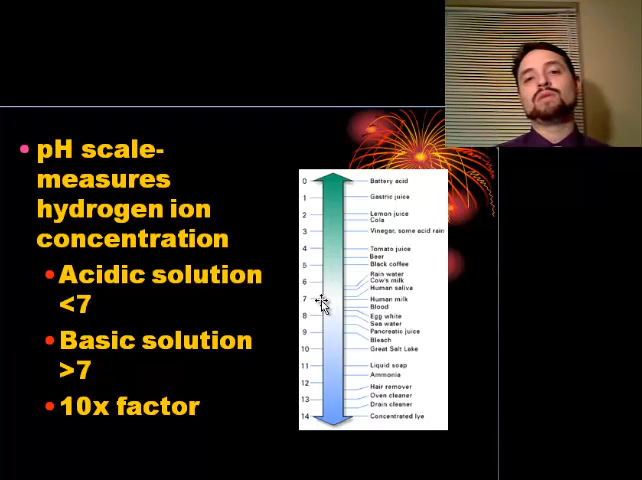 • pH scale-
measures
hydrogen ion
concentration
• Acidic solution
<7
• Basic solution
>7
• 10x factor
0
1
2
3
4
5
6
7
8
9
10
11
12
13
14
Battery acid
Gastric juice
Lemon juice
Cola
Vinegar, some acid rain
Tomato juice
Beer
Black coffee
Rain water
Cow's milk
Human saliva
Human milk
Blood
Egg white
Sea water
Pancreatic juice
Bleach
Great Salt Lake
Liquid soap
Ammonia
Hair remover
Oven cleaner
Drain cleaner
Concentrated lye